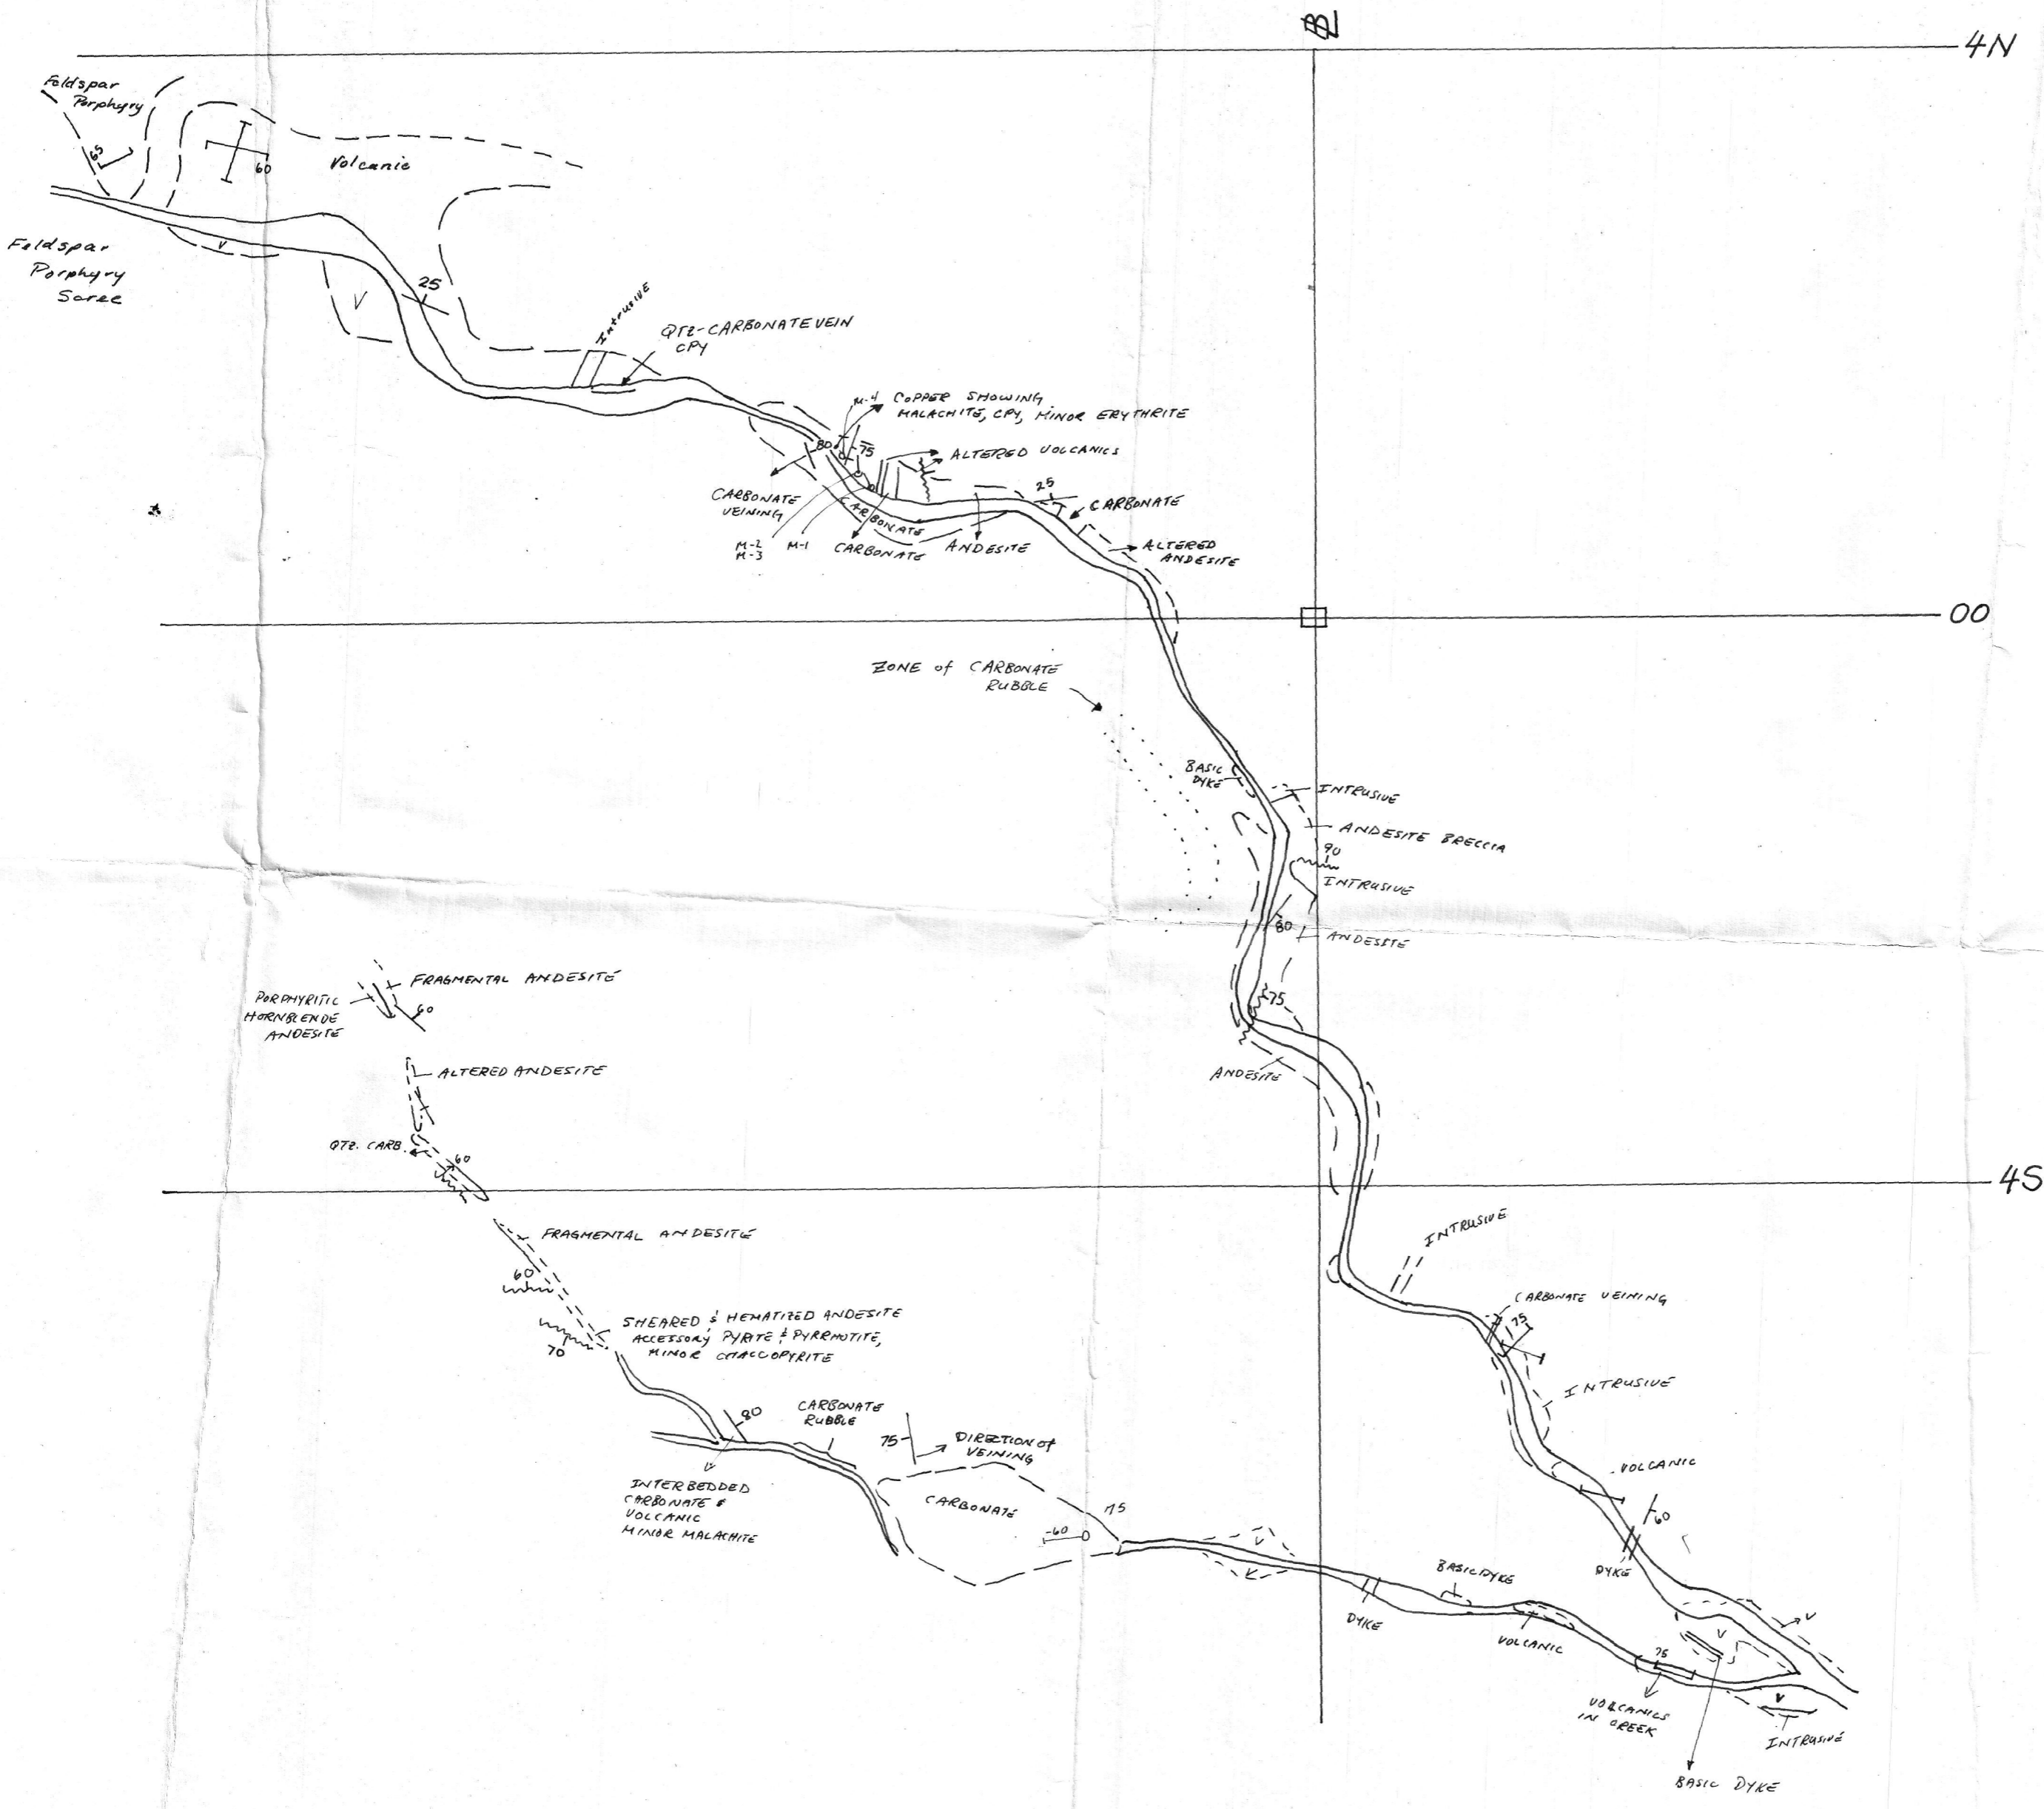 BL
4N
Feldspar
Porphyry
65
60
Volcanic
Feldspar
Porphyry
Scree
V
V
25
Intrusive
QTZ-CARBONATE VEIN
CPY
M-4 COPPER SHOWING
MALACHITE, CPY, MINOR ERYTHRITE
80
75
ALTERED VOLCANICS
CARBONATE
VEINING
CARBONATE
25
CARBONATE
M-2
M-3
M-1
CARBONATE
ANDESITE
ALTERED
ANDESITE
00
ZONE of CARBONATE
RUBBLE
BASIC
DYKE
INTRUSIVE
ANDESITE BRECCIA
90
INTRUSIVE
80
ANDESITE
75
ANDESITE
FRAGMENTAL ANDESITE
PORPHYRITIC
HORNBLENDE
ANDESITE
60
ALTERED ANDESITE
QTZ. CARB.
60
4S
FRAGMENTAL ANDESITE
60
SHEARED & HEMATIZED ANDESITE
ACCESSORY PYRITE & PYRRHOTITE,
MINOR CHALCOPYRITE
70
INTRUSIVE
CARBONATE VEINING
75
INTRUSIVE
80
CARBONATE
RUBBLE
75
DIRECTION of
VEINING
INTERBEDDED
CARBONATE &
VOLCANIC
MINOR MALACHITE
CARBONATE
75
60
VOLCANIC
60
DYKE
V
V
BASIC DYKE
DYKE
VOLCANIC
V
V
75
VOLCANICS
IN CREEK
V
INTRUSIVE
BASIC DYKE